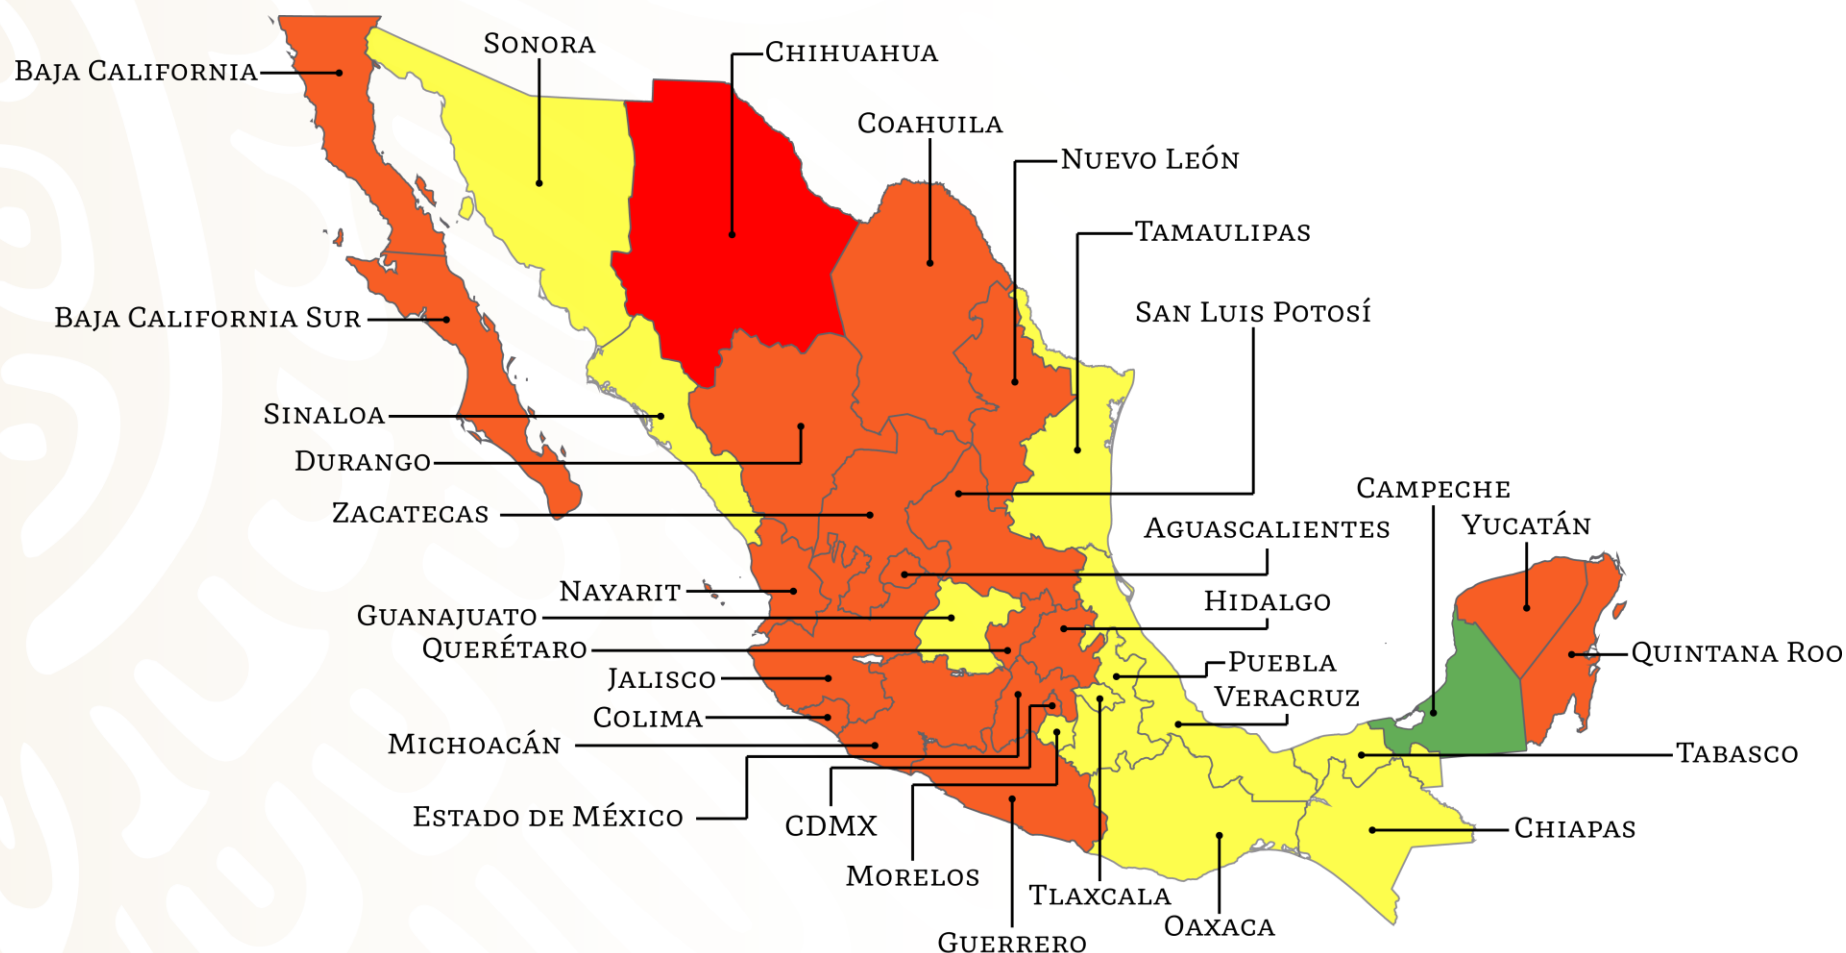 Sonora
Chihuahua
Baja California
Coahuila
Nuevo León
Tamaulipas
San Luis Potosí
Baja California Sur
Sinaloa
Durango
Campeche
Zacatecas
Yucatán
Aguascalientes
Nayarit
Hidalgo
Guanajuato
Querétaro
Quintana Roo
Puebla
Jalisco
Veracruz
Colima
Michoacán
Tabasco
Estado de México
CDMX
Chiapas
Morelos
Tlaxcala
Oaxaca
Guerrero